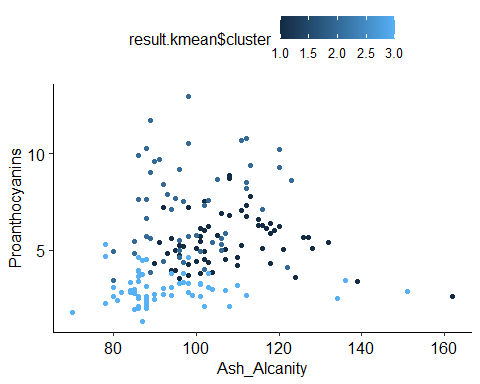 result.kmean$cluster
1.0 1.5 2.0 2.5 3.0
Proanthocyanins
10
5
80 100 120 140 160
Ash_Alcanity